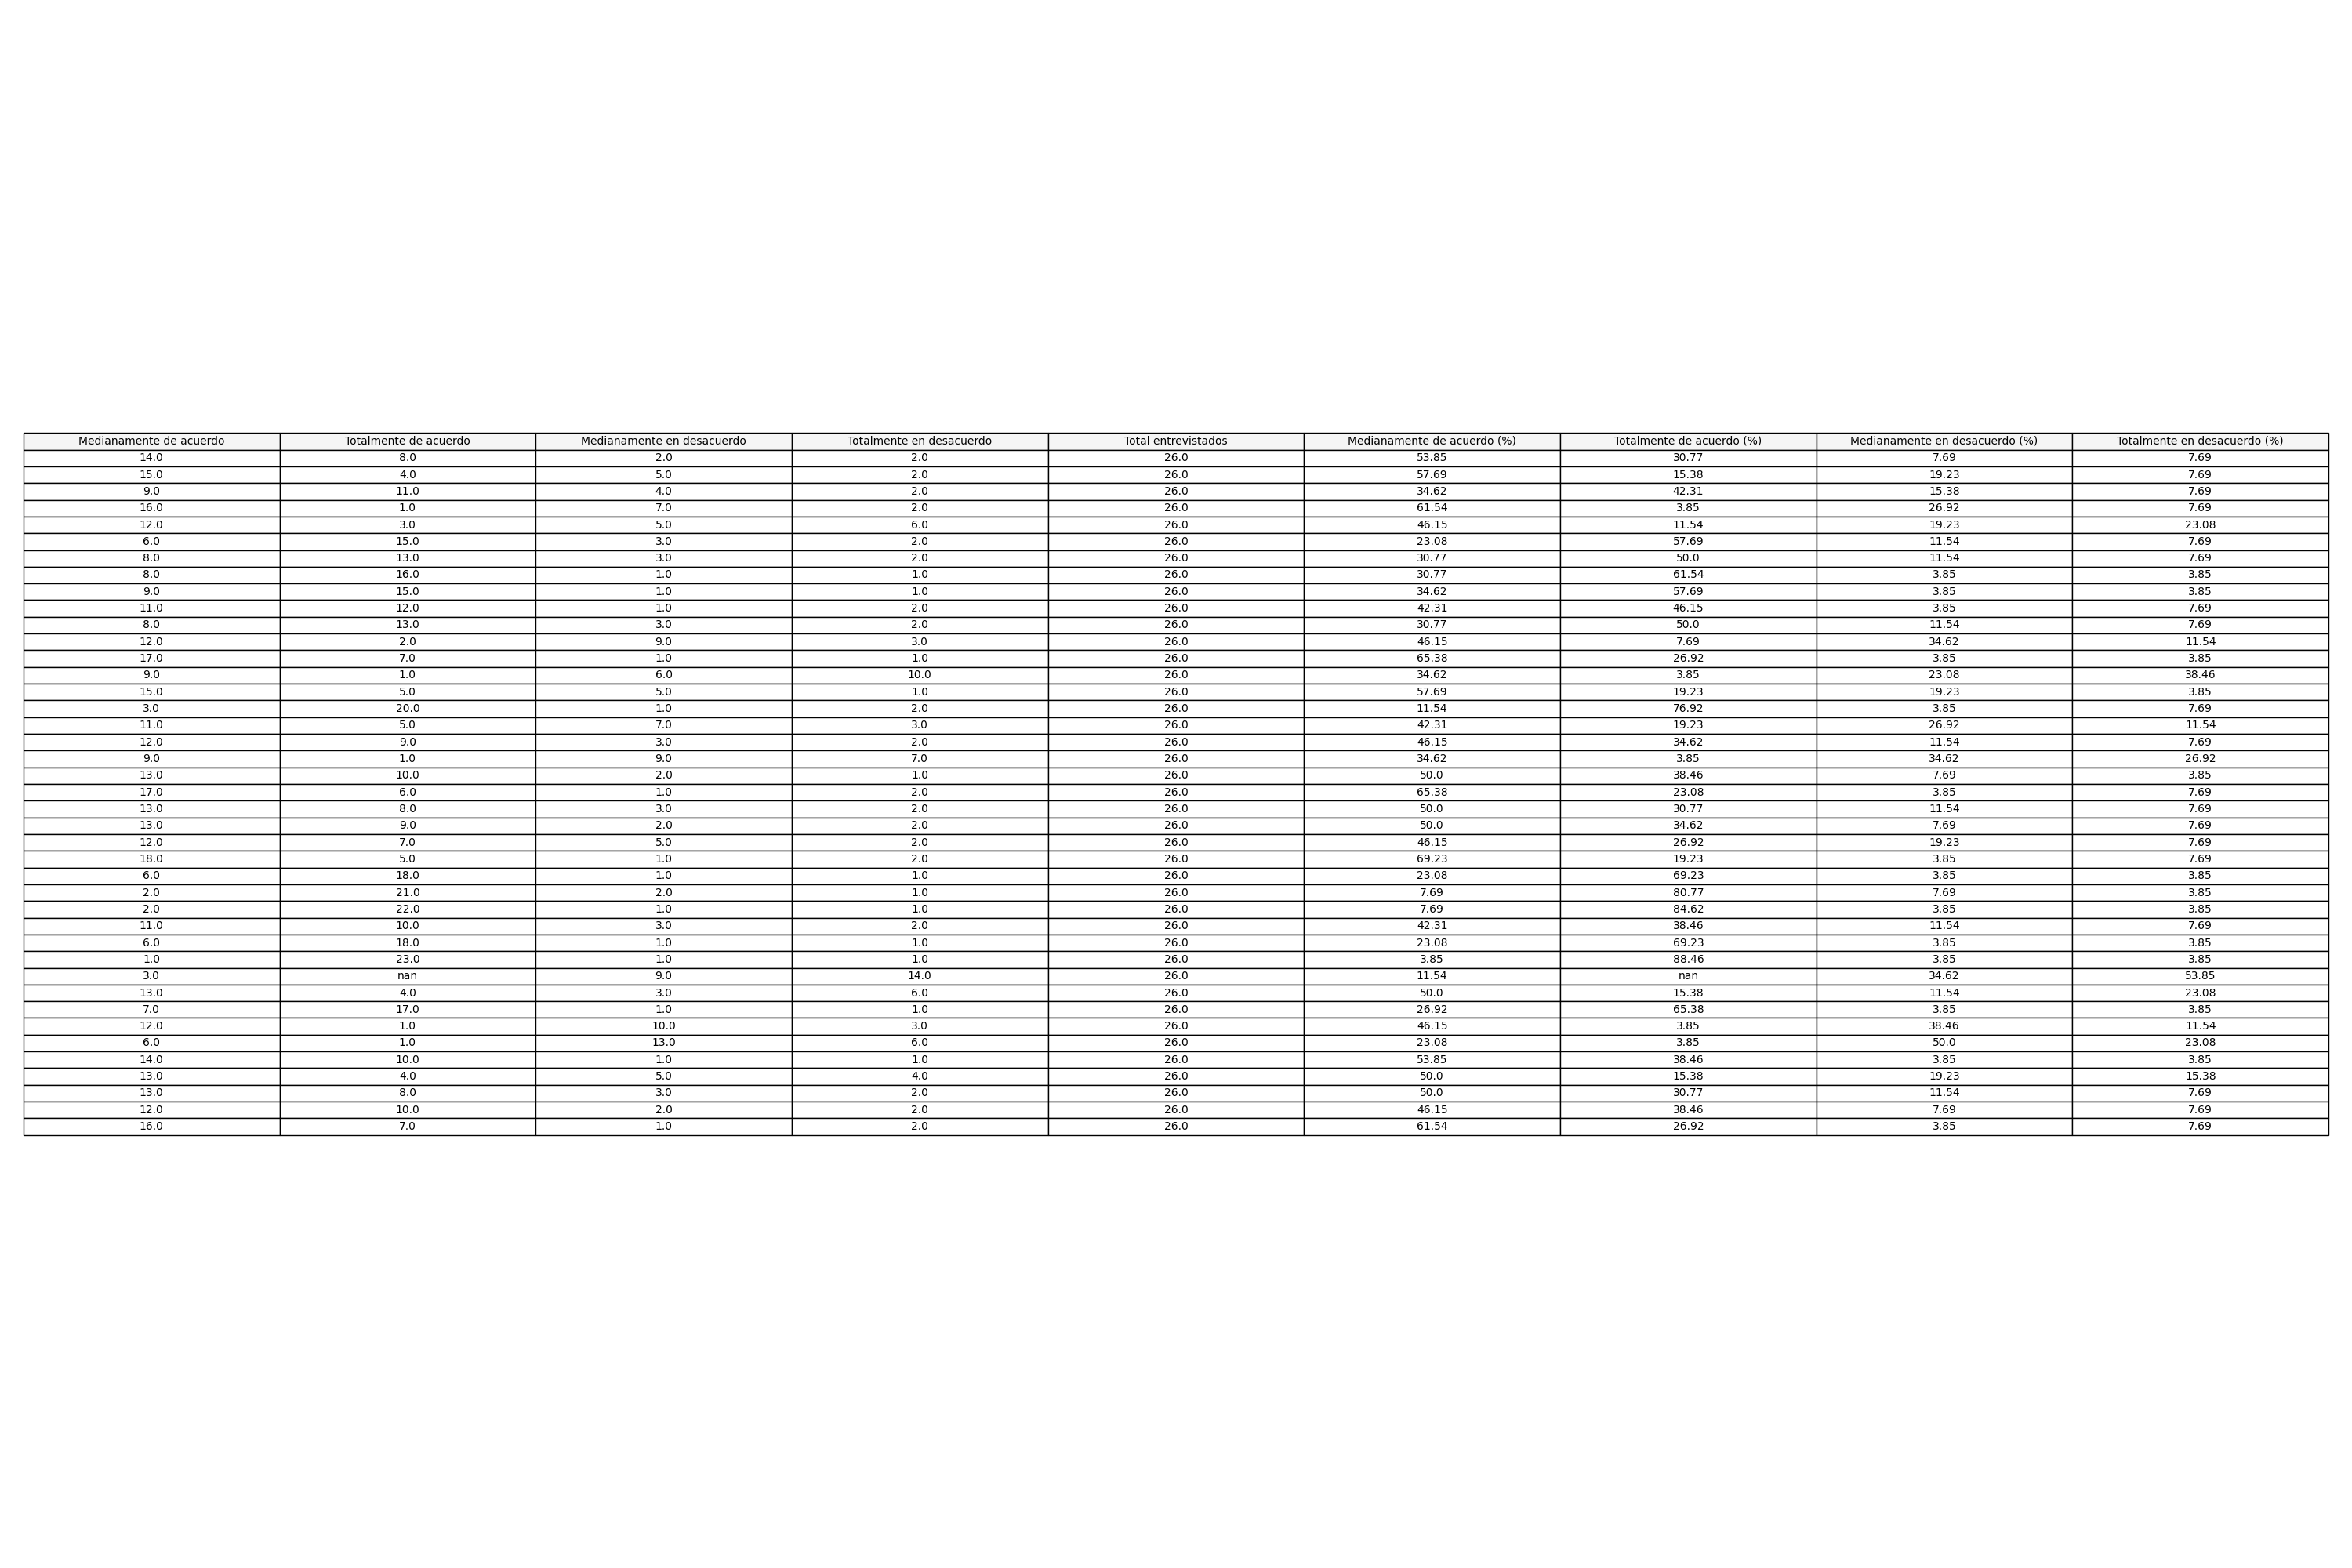 Medianamente de acuerdo Totalmente de acuerdo Medianamente en desacuerdo Totalmente en desacuerdo Total entrevistados Medianamente de acuerdo (%) Totalmente de acuerdo (%) Medianamente en desacuerdo (%) Totalmente en desacuerdo (%)
14.0 8.0 2.0 2.0 26.0 53.85 30.77 7.69 7.69
15.0 4.0 5.0 2.0 26.0 57.69 15.38 19.23 7.69
9.0 11.0 4.0 2.0 26.0 34.62 42.31 15.38 7.69
16.0 1.0 7.0 2.0 26.0 61.54 3.85 26.92 7.69
12.0 3.0 5.0 6.0 26.0 46.15 11.54 19.23 23.08
6.0 15.0 3.0 2.0 26.0 23.08 57.69 11.54 7.69
8.0 13.0 3.0 2.0 26.0 30.77 50.0 11.54 7.69
8.0 16.0 1.0 1.0 26.0 30.77 61.54 3.85 3.85
9.0 15.0 1.0 1.0 26.0 34.62 57.69 3.85 3.85
11.0 12.0 1.0 2.0 26.0 42.31 46.15 3.85 7.69
8.0 13.0 3.0 2.0 26.0 30.77 50.0 11.54 7.69
12.0 2.0 9.0 3.0 26.0 46.15 7.69 34.62 11.54
17.0 7.0 1.0 1.0 26.0 65.38 26.92 3.85 3.85
9.0 1.0 6.0 10.0 26.0 34.62 3.85 23.08 38.46
15.0 5.0 5.0 1.0 26.0 57.69 19.23 19.23 3.85
3.0 20.0 1.0 2.0 26.0 11.54 76.92 3.85 7.69
11.0 5.0 7.0 3.0 26.0 42.31 19.23 26.92 11.54
12.0 9.0 3.0 2.0 26.0 46.15 34.62 11.54 7.69
9.0 1.0 9.0 7.0 26.0 34.62 3.85 34.62 26.92
13.0 10.0 2.0 1.0 26.0 50.0 38.46 7.69 3.85
17.0 6.0 1.0 2.0 26.0 65.38 23.08 3.85 7.69
13.0 8.0 3.0 2.0 26.0 50.0 30.77 11.54 7.69
13.0 9.0 2.0 2.0 26.0 50.0 34.62 7.69 7.69
12.0 7.0 5.0 2.0 26.0 46.15 26.92 19.23 7.69
18.0 5.0 1.0 2.0 26.0 69.23 19.23 3.85 7.69
6.0 18.0 1.0 1.0 26.0 23.08 69.23 3.85 3.85
2.0 21.0 2.0 1.0 26.0 7.69 80.77 7.69 3.85
2.0 22.0 1.0 1.0 26.0 7.69 84.62 3.85 3.85
11.0 10.0 3.0 2.0 26.0 42.31 38.46 11.54 7.69
6.0 18.0 1.0 1.0 26.0 23.08 69.23 3.85 3.85
1.0 23.0 1.0 1.0 26.0 3.85 88.46 3.85 3.85
3.0 nan 9.0 14.0 26.0 11.54 nan 34.62 53.85
13.0 4.0 3.0 6.0 26.0 50.0 15.38 11.54 23.08
7.0 17.0 1.0 1.0 26.0 26.92 65.38 3.85 3.85
12.0 1.0 10.0 3.0 26.0 46.15 3.85 38.46 11.54
6.0 1.0 13.0 6.0 26.0 23.08 3.85 50.0 23.08
14.0 10.0 1.0 1.0 26.0 53.85 38.46 3.85 3.85
13.0 4.0 5.0 4.0 26.0 50.0 15.38 19.23 15.38
13.0 8.0 3.0 2.0 26.0 50.0 30.77 11.54 7.69
12.0 10.0 2.0 2.0 26.0 46.15 38.46 7.69 7.69
16.0 7.0 1.0 2.0 26.0 61.54 26.92 3.85 7.69